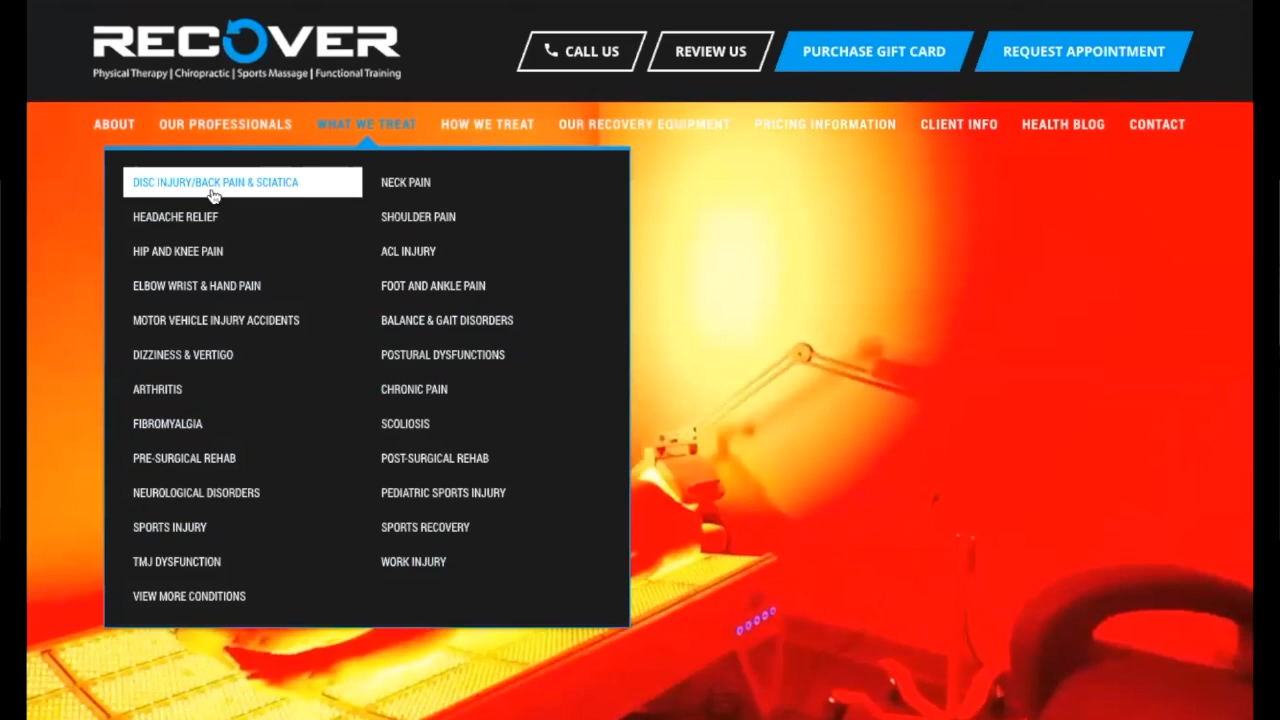 RECOVER
Physical Therapy | Chiropractic | Sports Massage | Functional Training
CALL US
REVIEW US
PURCHASE GIFT CARD
REQUEST APPOINTMENT
ABOUT
OUR PROFESSIONALS
WHAT WE TREAT
HOW WE TREAT
OUR RECOVERY EQUIPMENT
PRICING INFORMATION
CLIENT INFO
HEALTH BLOG
CONTACT
DISC INJURY/BACK PAIN & SCIATICA
NECK PAIN
HEADACHE RELIEF
SHOULDER PAIN
HIP AND KNEE PAIN
ACL INJURY
ELBOW WRIST & HAND PAIN
FOOT AND ANKLE PAIN
MOTOR VEHICLE INJURY ACCIDENTS
BALANCE & GAIT DISORDERS
DIZZINESS & VERTIGO
POSTURAL DYSFUNCTIONS
ARTHRITIS
CHRONIC PAIN
FIBROMYALGIA
SCOLIOSIS
PRE-SURGICAL REHAB
POST-SURGICAL REHAB
NEUROLOGICAL DISORDERS
PEDIATRIC SPORTS INJURY
SPORTS INJURY
SPORTS RECOVERY
TMJ DYSFUNCTION
WORK INJURY
VIEW MORE CONDITIONS